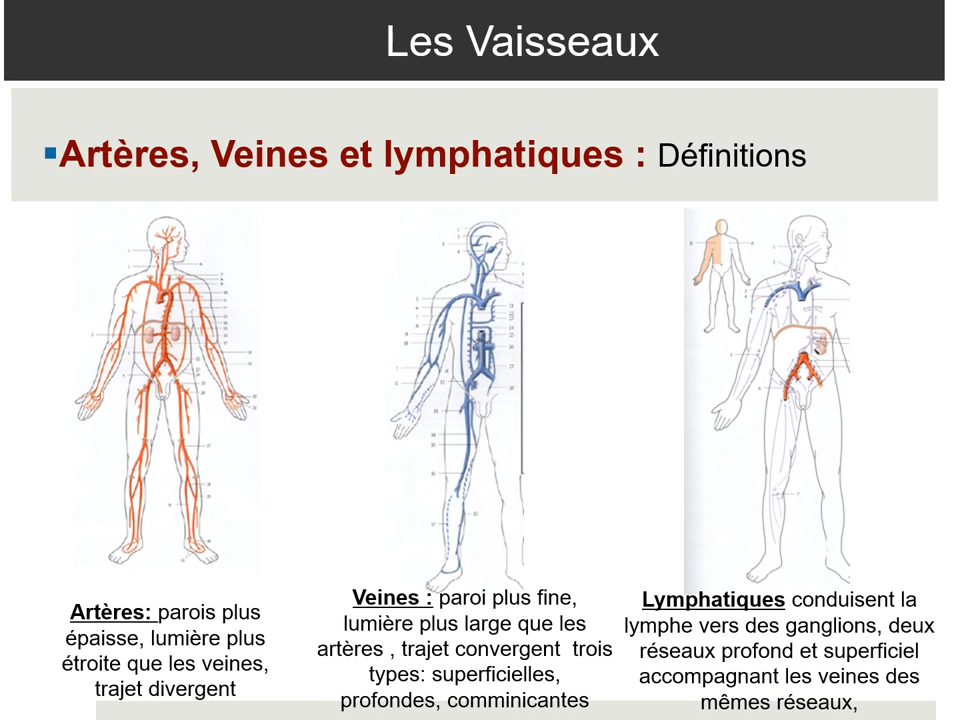 Les Vaisseaux
▪Artères, Veines et lymphatiques : Définitions
Artères: parois plus
épaisse, lumière plus
étroite que les veines,
trajet divergent
Veines : paroi plus fine,
lumière plus large que les
artères , trajet convergent trois
types: superficielles,
profondes, comminicantes
Lymphatiques conduisent la
lymphe vers des ganglions, deux
réseaux profond et superficiel
accompagnant les veines des
mêmes réseaux,